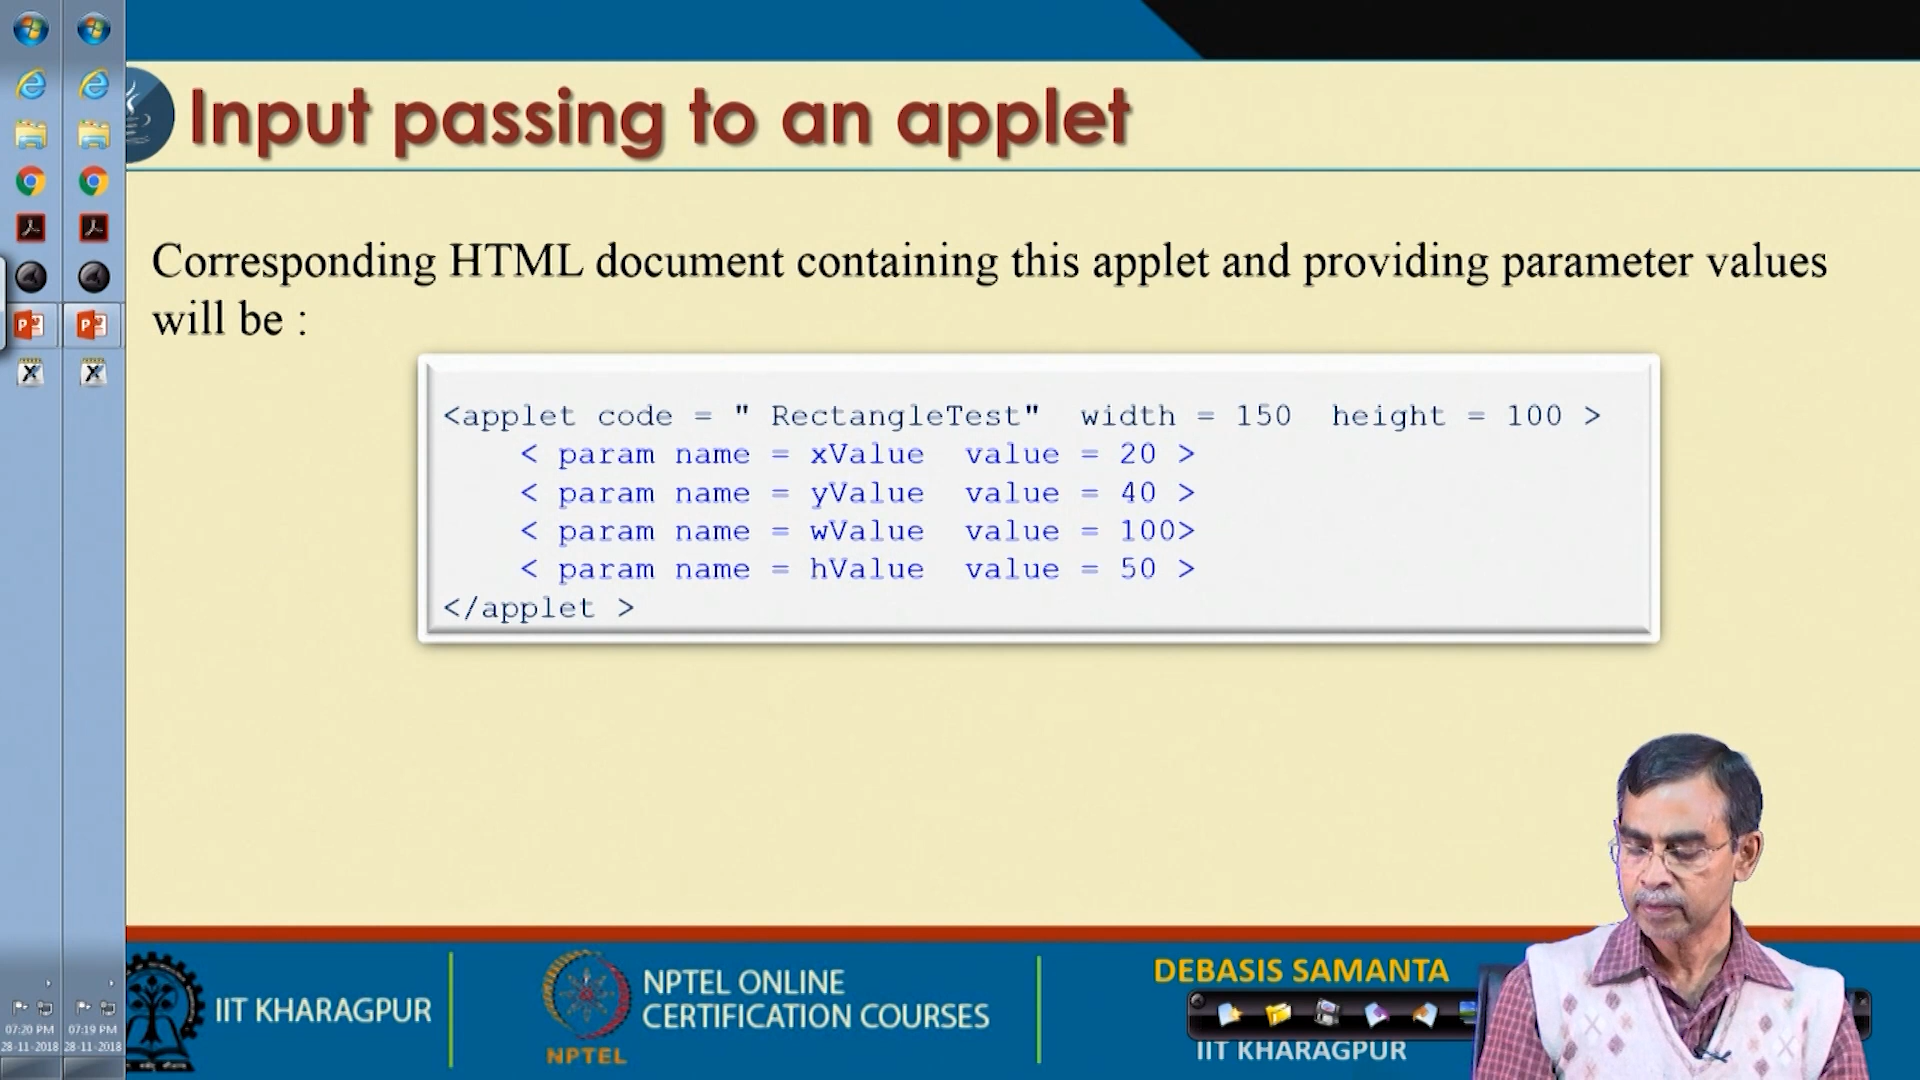 Input passing to an applet
Corresponding HTML document containing this applet and providing parameter values
will be :
<applet code = " RectangleTest" width = 150 height = 100 >
< param name = xValue value = 20 >
< param name = yValue value = 40 >
< param name = wValue value = 100>
< param name = hValue value = 50 >
</applet >
IIT KHARAGPUR
NPTEL
NPTEL ONLINE
CERTIFICATION COURSES
DEBASIS SAMANTA
IIT KHARAGPUR
07:20 PM
28-11-2018
07:19 PM
28-11-2018